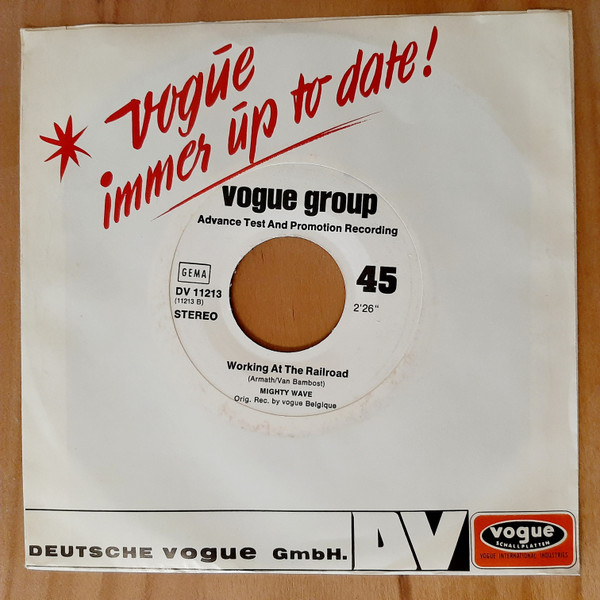 vogue
immer up to date!
vogue group
Advance Test And Promotion Recording
GEMA
DV 11213
(11213 B)
STEREO
45
2'26"
Working At The Railroad
(Armath/Van Bambost)
MIGHTY WAVE
Orig. Rec. by vogue Belgique
DEUTSCHE VOGUE GmbH.
DV
vogue
SCHALLPLATTEN
VOGUE INTERNATIONAL INDUSTRIES